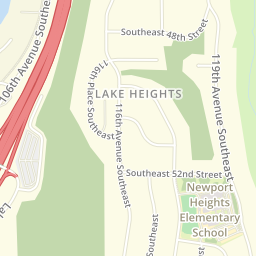 Southeast 48th Street
106th Avenue Southeast
116th Place Southeast
119th Avenue Southeast
LAKE HEIGHTS
116th Avenue Southeast
Southeast 52nd Street
Newport
Heights
Elementary
School